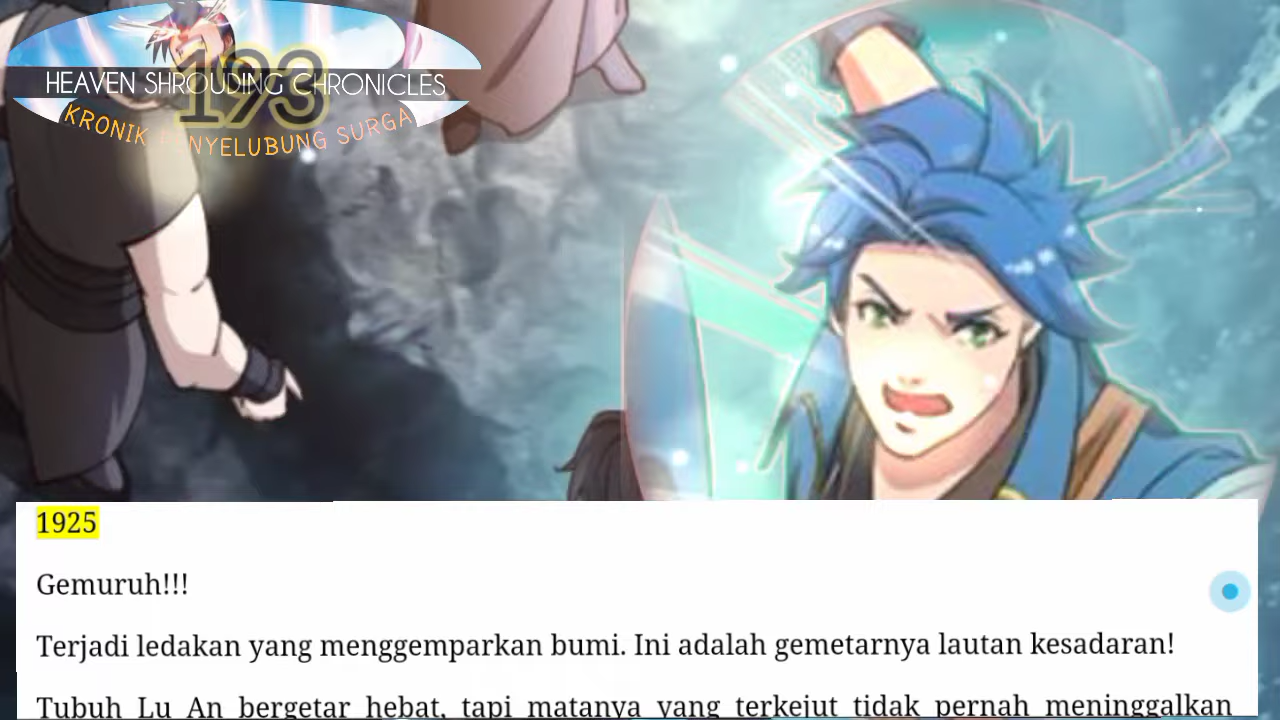 193
HEAVEN SHROUDING CHRONICLES
KRONIK PENYELUBUNG SURGA
1925
Gemuruh!!!
Terjadi ledakan yang menggemparkan bumi. Ini adalah gemetarnya lautan kesadaran!
Tubuh Lu An bergetar hebat, tapi matanya yang terkejut tidak pernah meninggalkan